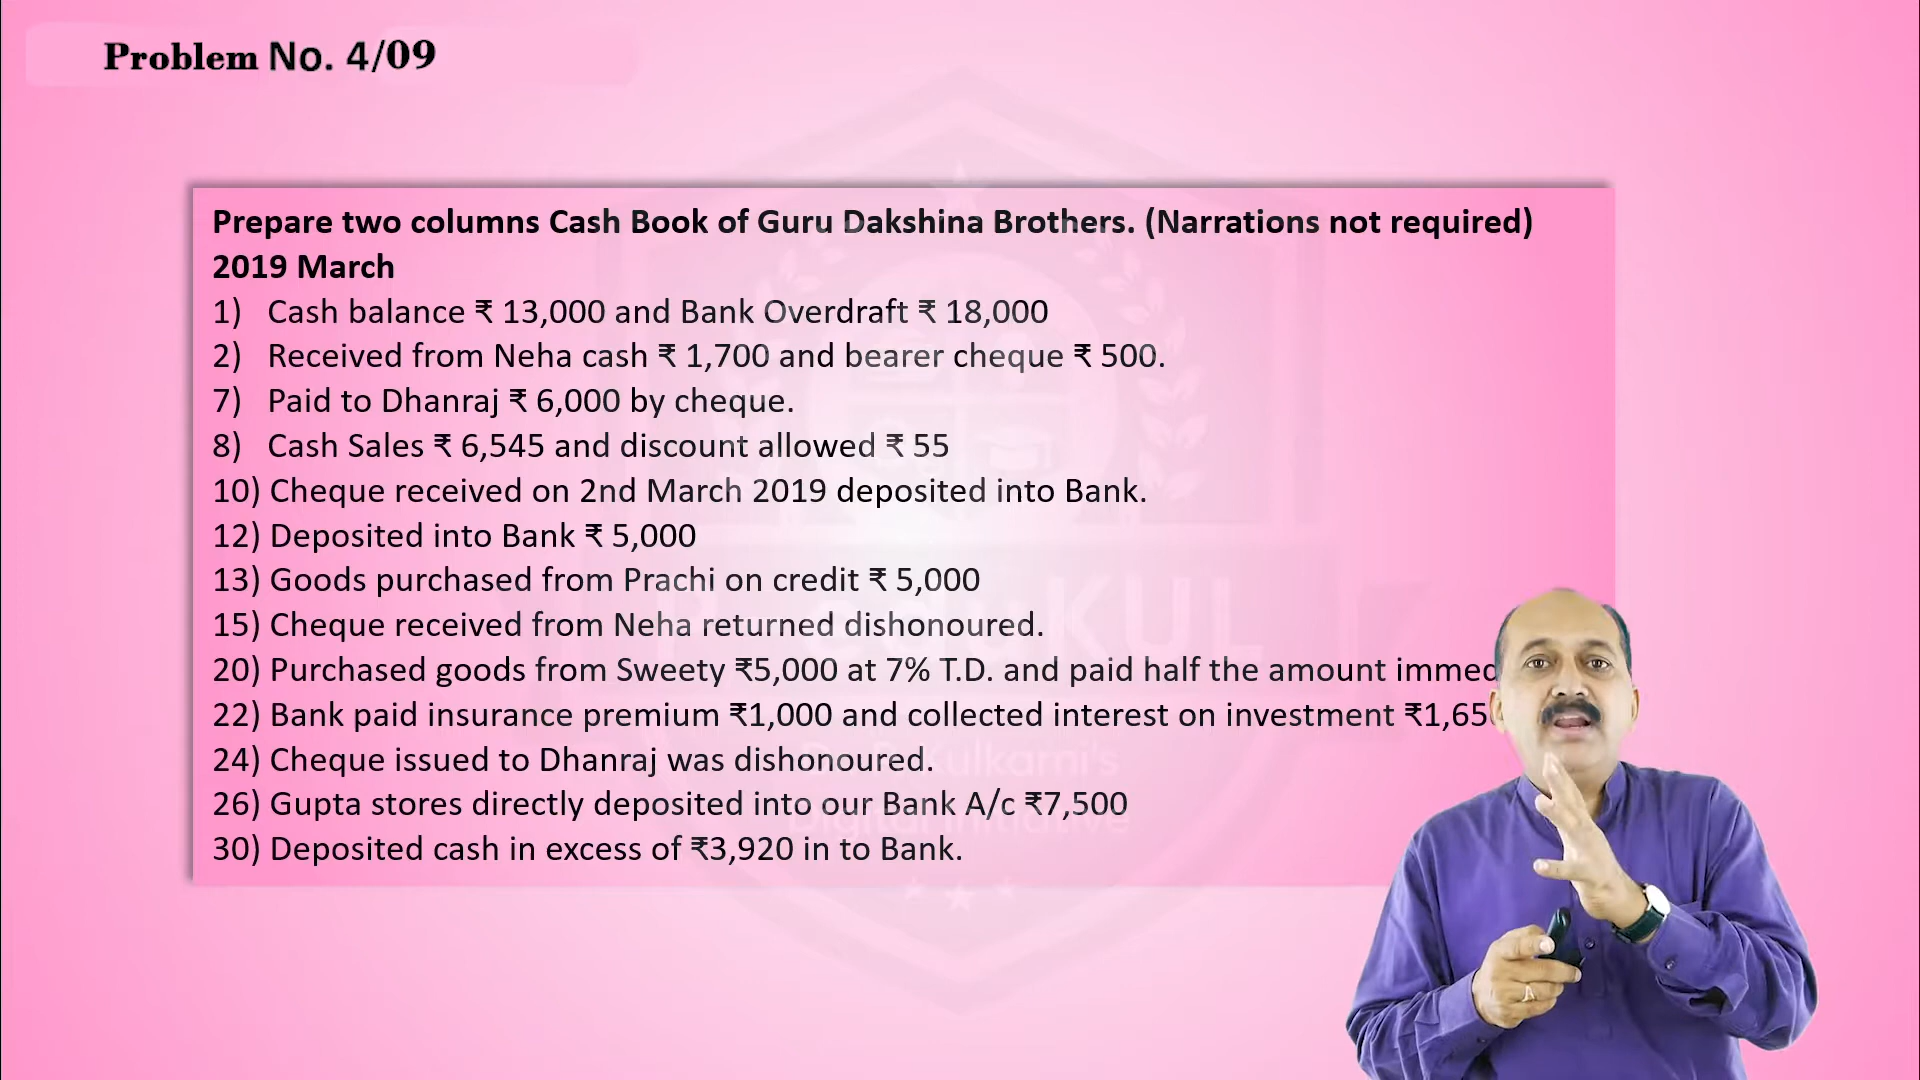 Problem No. 4/09
Prepare two columns Cash Book of Guru Dakshina Brothers. (Narrations not required)
2019 March
1) Cash balance ₹ 13,000 and Bank Overdraft ₹ 18,000
2) Received from Neha cash ₹ 1,700 and bearer cheque ₹ 500.
7) Paid to Dhanraj ₹ 6,000 by cheque.
8) Cash Sales ₹ 6,545 and discount allowed ₹ 55
10) Cheque received on 2nd March 2019 deposited into Bank.
12) Deposited into Bank ₹ 5,000
13) Goods purchased from Prachi on credit ₹ 5,000
15) Cheque received from Neha returned dishonoured.
20) Purchased goods from Sweety ₹5,000 at 7% T.D. and paid half the amount immed
22) Bank paid insurance premium ₹1,000 and collected interest on investment ₹1,65
24) Cheque issued to Dhanraj was dishonoured.
26) Gupta stores directly deposited into our Bank A/c ₹7,500
30) Deposited cash in excess of ₹3,920 in to Bank.
eduKUL
Kulkarni's
Digital Initiative